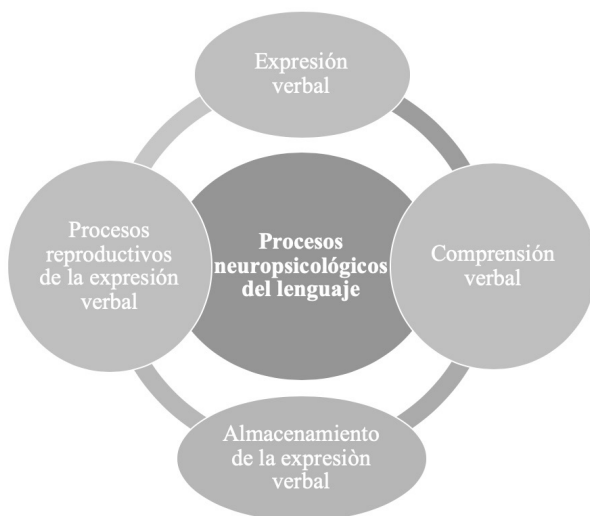 Expresión
verbal
Procesos
reproductivos
de la expresión
verbal
Procesos
neuropsicológicos
del lenguaje
Comprensión
verbal
Almacenamiento
de la expresiòn
verbal